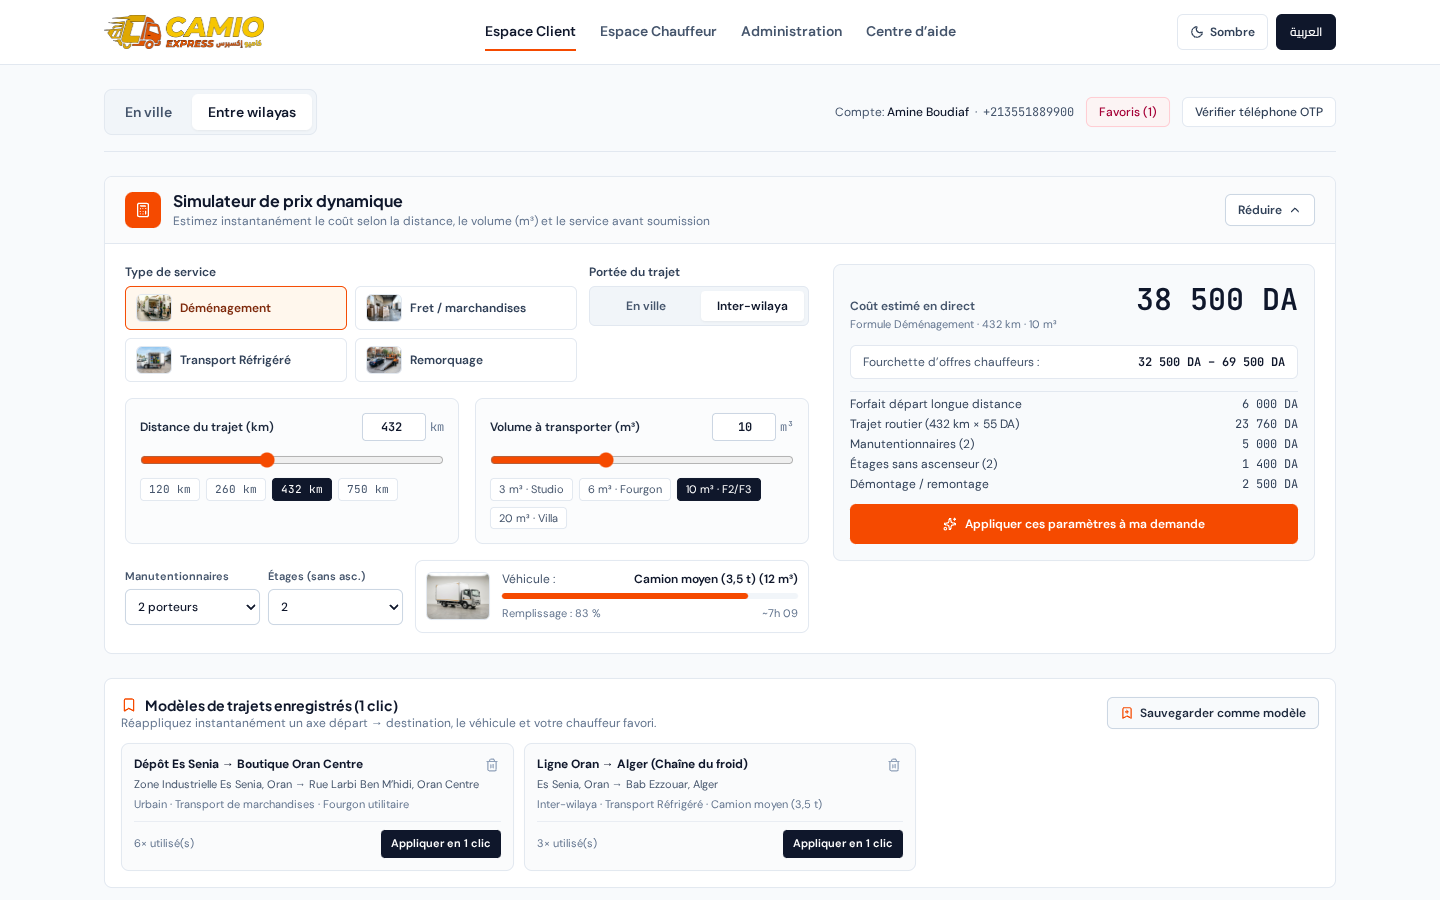 CAMIO
EXPRESS كاميو إكسبريس
Espace Client
Espace Chauffeur
Administration
Centre d’aide
Sombre
العربية
En ville
Entre wilayas
Compte: Amine Boudiaf · +213551889900
Favoris (1)
Vérifier téléphone OTP
Simulateur de prix dynamique
Estimez instantanément le coût selon la distance, le volume (m³) et le service avant soumission
Réduire
Type de service
Déménagement
Fret / marchandises
Transport Réfrigéré
Remorquage
Portée du trajet
En ville
Inter-wilaya
Distance du trajet (km)
432 km
120 km
260 km
432 km
750 km
Volume à transporter (m³)
10 m³
3 m³ · Studio
6 m³ · Fourgon
10 m³ · F2/F3
20 m³ · Villa
Manutentionnaires
2 porteurs
Étages (sans asc.)
2
Véhicule : Camion moyen (3,5 t) (12 m³)
Remplissage : 83 % ~7h 09
Coût estimé en direct
38 500 DA
Formule Déménagement · 432 km · 10 m³
Fourchette d’offres chauffeurs : 32 500 DA – 69 500 DA
Forfait départ longue distance 6 000 DA
Trajet routier (432 km × 55 DA) 23 760 DA
Manutentionnaires (2) 5 000 DA
Étages sans ascenseur (2) 1 400 DA
Démontage / remontage 2 500 DA
Appliquer ces paramètres à ma demande
Modèles de trajets enregistrés (1 clic)
Réappliquez instantanément un axe départ → destination, le véhicule et votre chauffeur favori.
Sauvegarder comme modèle
Dépôt Es Senia → Boutique Oran Centre
Zone Industrielle Es Senia, Oran → Rue Larbi Ben M’hidi, Oran Centre
Urbain · Transport de marchandises · Fourgon utilitaire
6× utilisé(s)
Appliquer en 1 clic
Ligne Oran → Alger (Chaîne du froid)
Es Senia, Oran → Bab Ezzouar, Alger
Inter-wilaya · Transport Réfrigéré · Camion moyen (3,5 t)
3× utilisé(s)
Appliquer en 1 clic